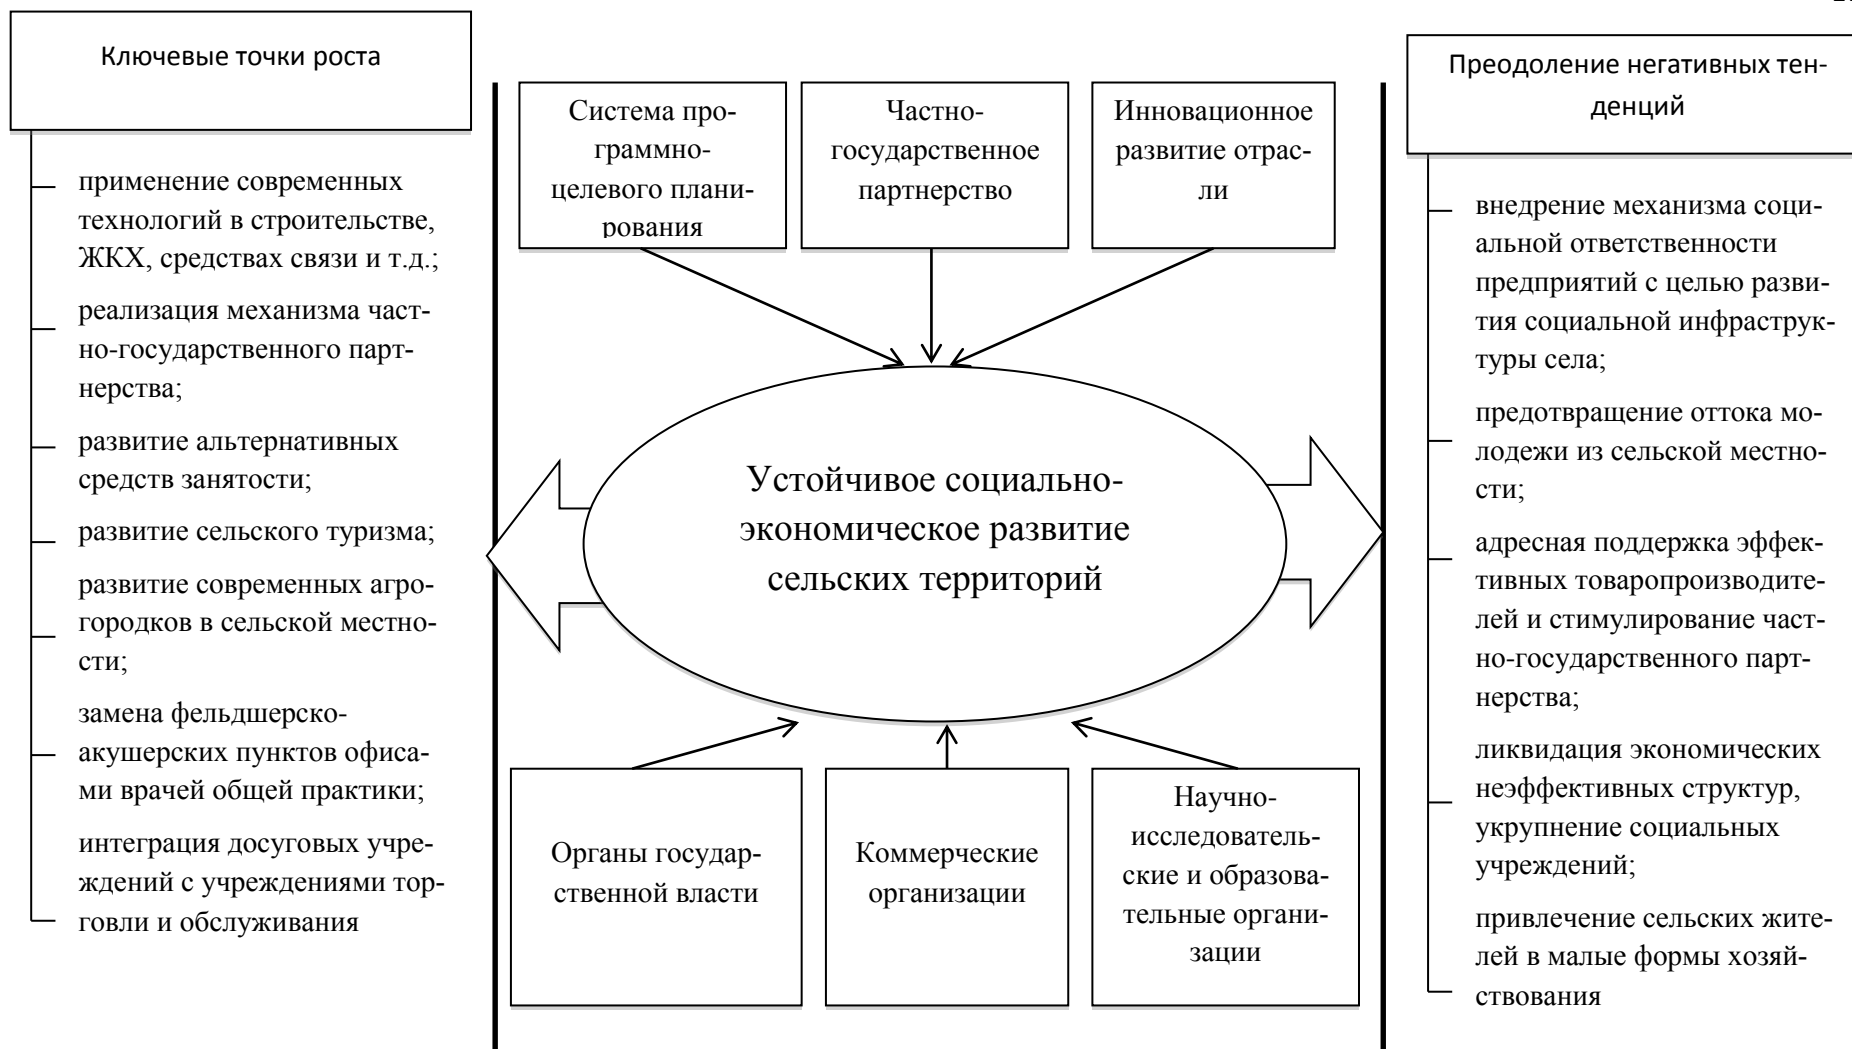 Ключевые точки роста
применение современных
технологий в строительстве,
ЖКХ, средствах связи и т.д.;
реализация механизма част-
но-государственного парт-
нерства;
развитие альтернативных
средств занятости;
развитие сельского туризма;
развитие современных агро-
городков в сельской местно-
сти;
замена фельдшерско-
акушерских пунктов офиса-
ми врачей общей практики;
интеграция досуговых учре-
ждений с учреждениями тор-
говли и обслуживания
Система про-
граммно-
целевого плани-
рования
Частно-
государственное
партнерство
Инновационное
развитие отрас-
ли
Устойчивое социально-
экономическое развитие
сельских территорий
Органы государ-
ственной власти
Коммерческие
организации
Научно-
исследователь-
ские и образова-
тельные органи-
зации
Преодоление негативных тен-
денций
внедрение механизма соци-
альной ответственности
предприятий с целью разви-
тия социальной инфраструк-
туры села;
предотвращение оттока мо-
лодежи из сельской местно-
сти;
адресная поддержка эффек-
тивных товаропроизводите-
лей и стимулирование част-
но-государственного парт-
нерства;
ликвидация экономических
неэффективных структур,
укрупнение социальных
учреждений;
привлечение сельских жите-
лей в малые формы хозяй-
ствования